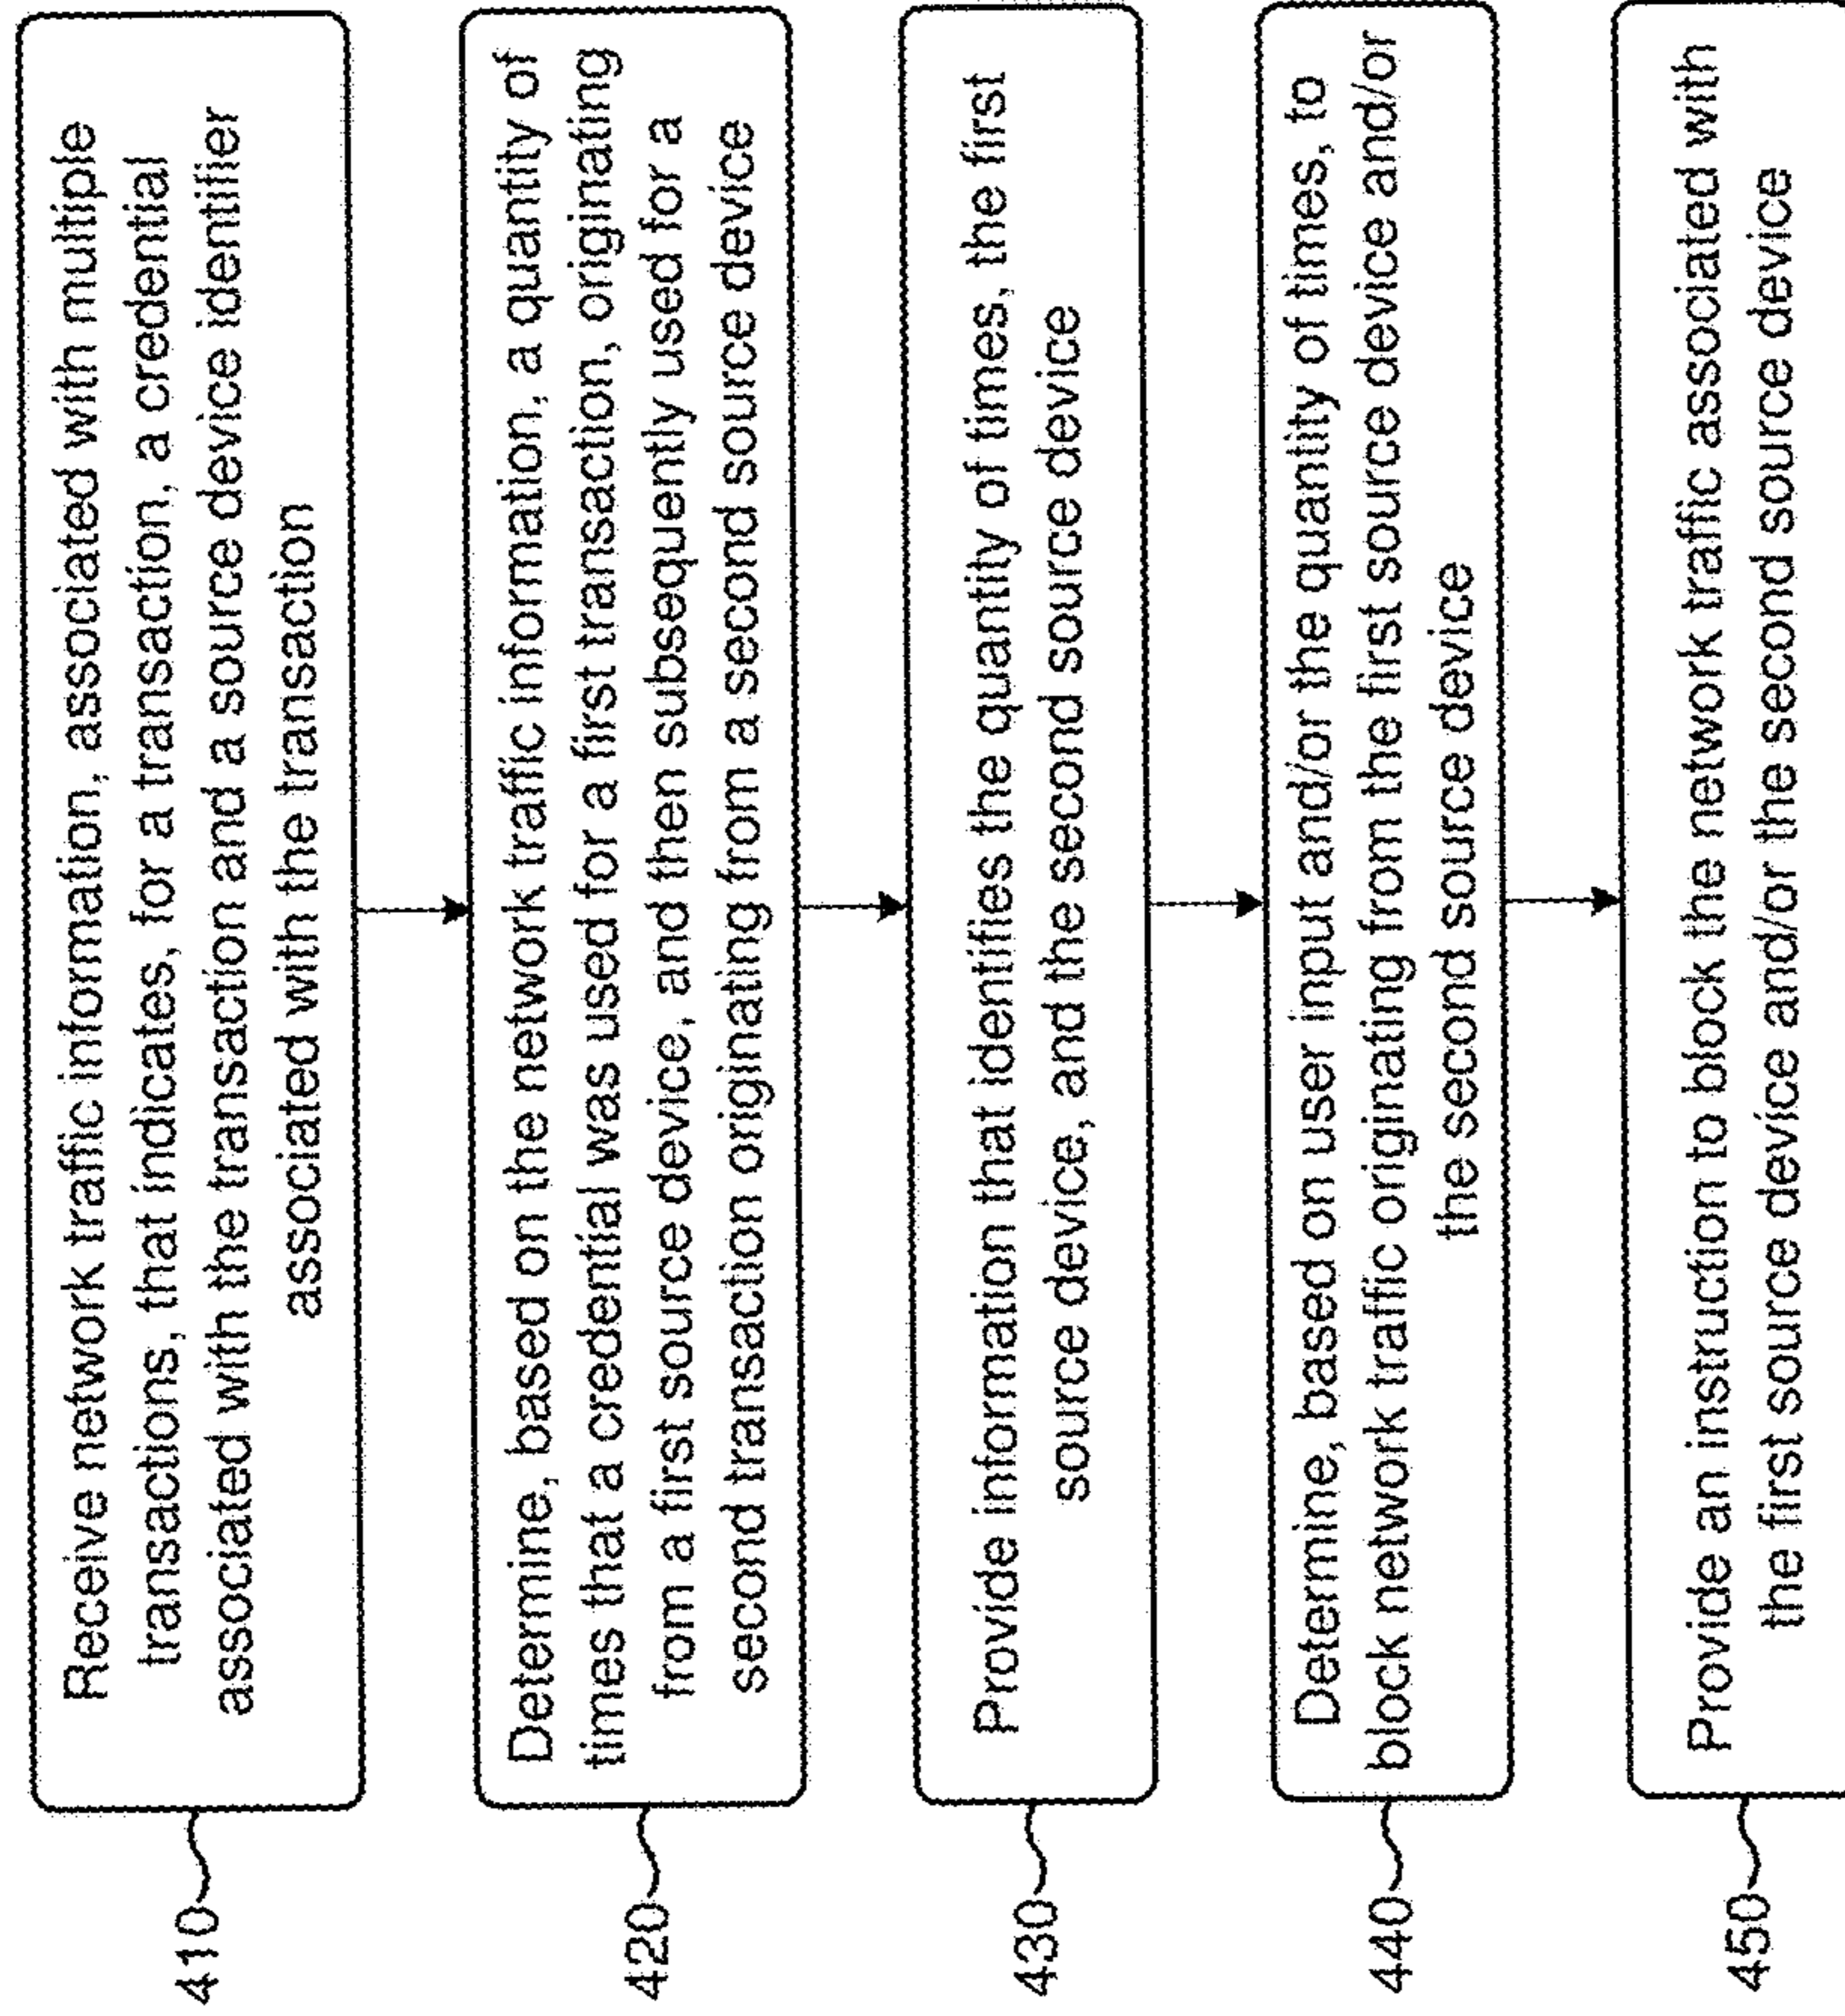 410
Receive network traffic information, associated with multiple
transactions, that indicates, for a transaction, a credential
associated with the transaction and a source device identifier
associated with the transaction
420
Determine, based on the network traffic information, a quantity of
times that a credential was used for a first transaction, originating
from a first source device, and then subsequently used for a
second transaction originating from a second source device
430
Provide information that identifies the quantity of times, the first
source device, and the second source device
440
Determine, based on user input and/or the quantity of times, to
block network traffic originating from the first source device and/or
the second source device
450
Provide an instruction to block the network traffic associated with
the first source device and/or the second source device